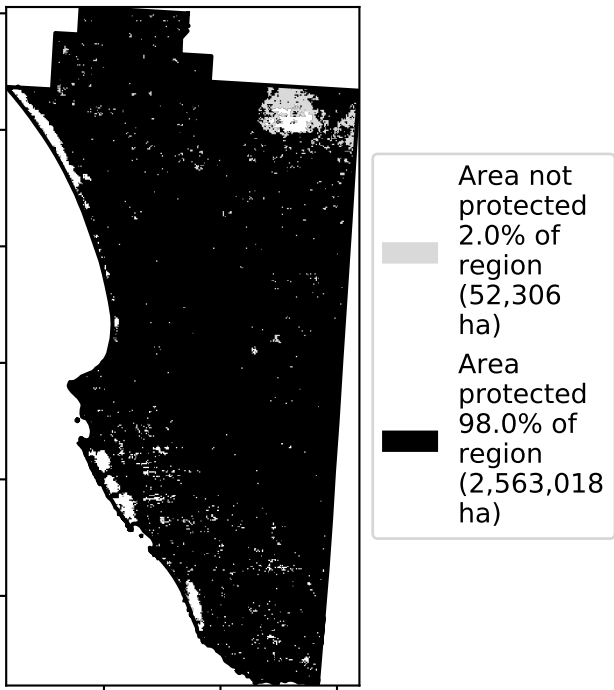 Area not
protected
2.0% of
region
(52,306
ha)
Area
protected
98.0% of
region
(2,563,018
ha)